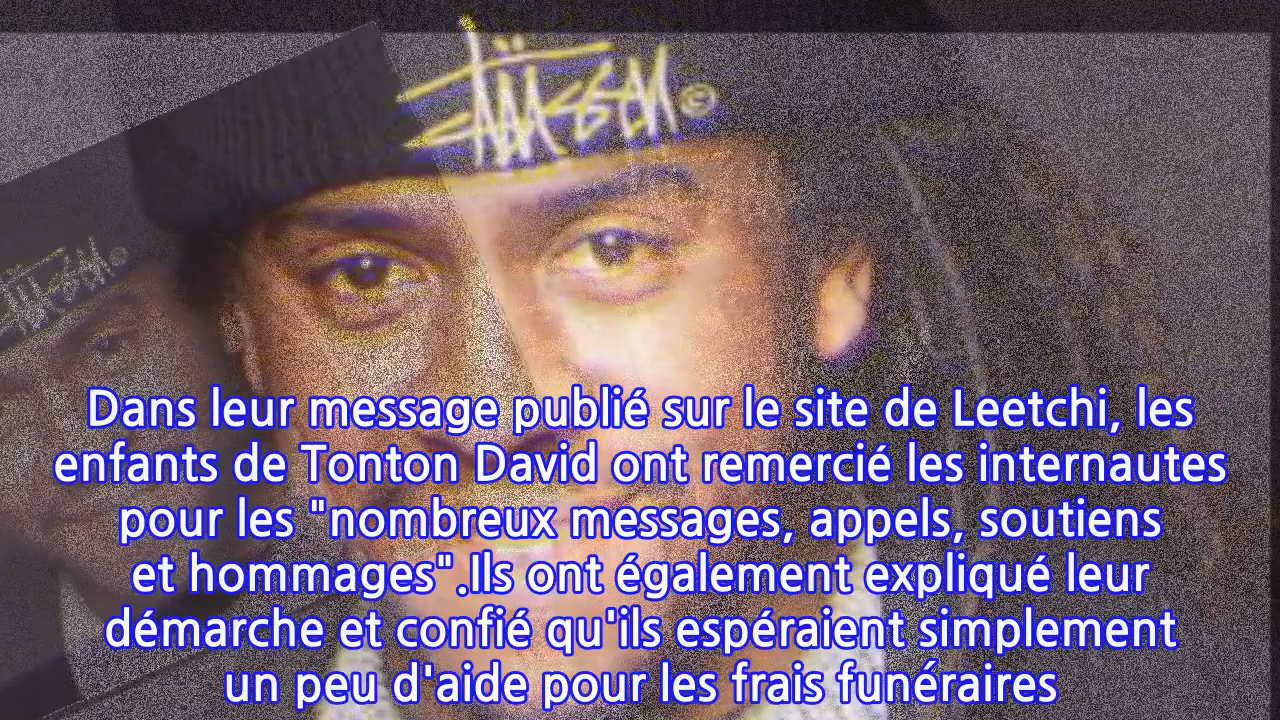 Stüssy ©
Dans leur message publié sur le site de Leetchi, les
enfants de Tonton David ont remercié les internautes
pour les "nombreux messages, appels, soutiens
et hommages".Ils ont également expliqué leur
démarche et confié qu'ils espéraient simplement
un peu d'aide pour les frais funéraires